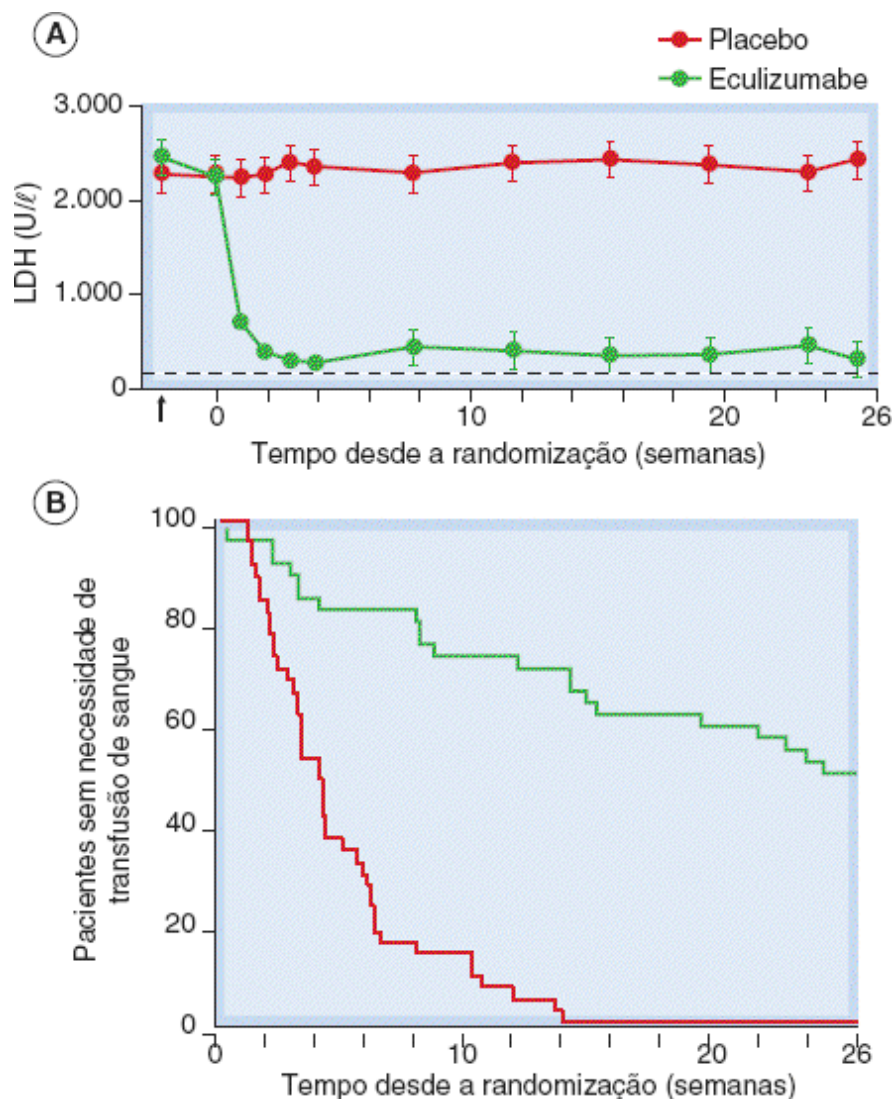 A
Placebo
Eculizumabe
3.000
2.000
1.000
0
LDH (U/ℓ)
0 10 20 26
Tempo desde a randomização (semanas)
B
100
80
60
40
20
0
Pacientes sem necessidade de
transfusão de sangue
0 10 20 26
Tempo desde a randomização (semanas)